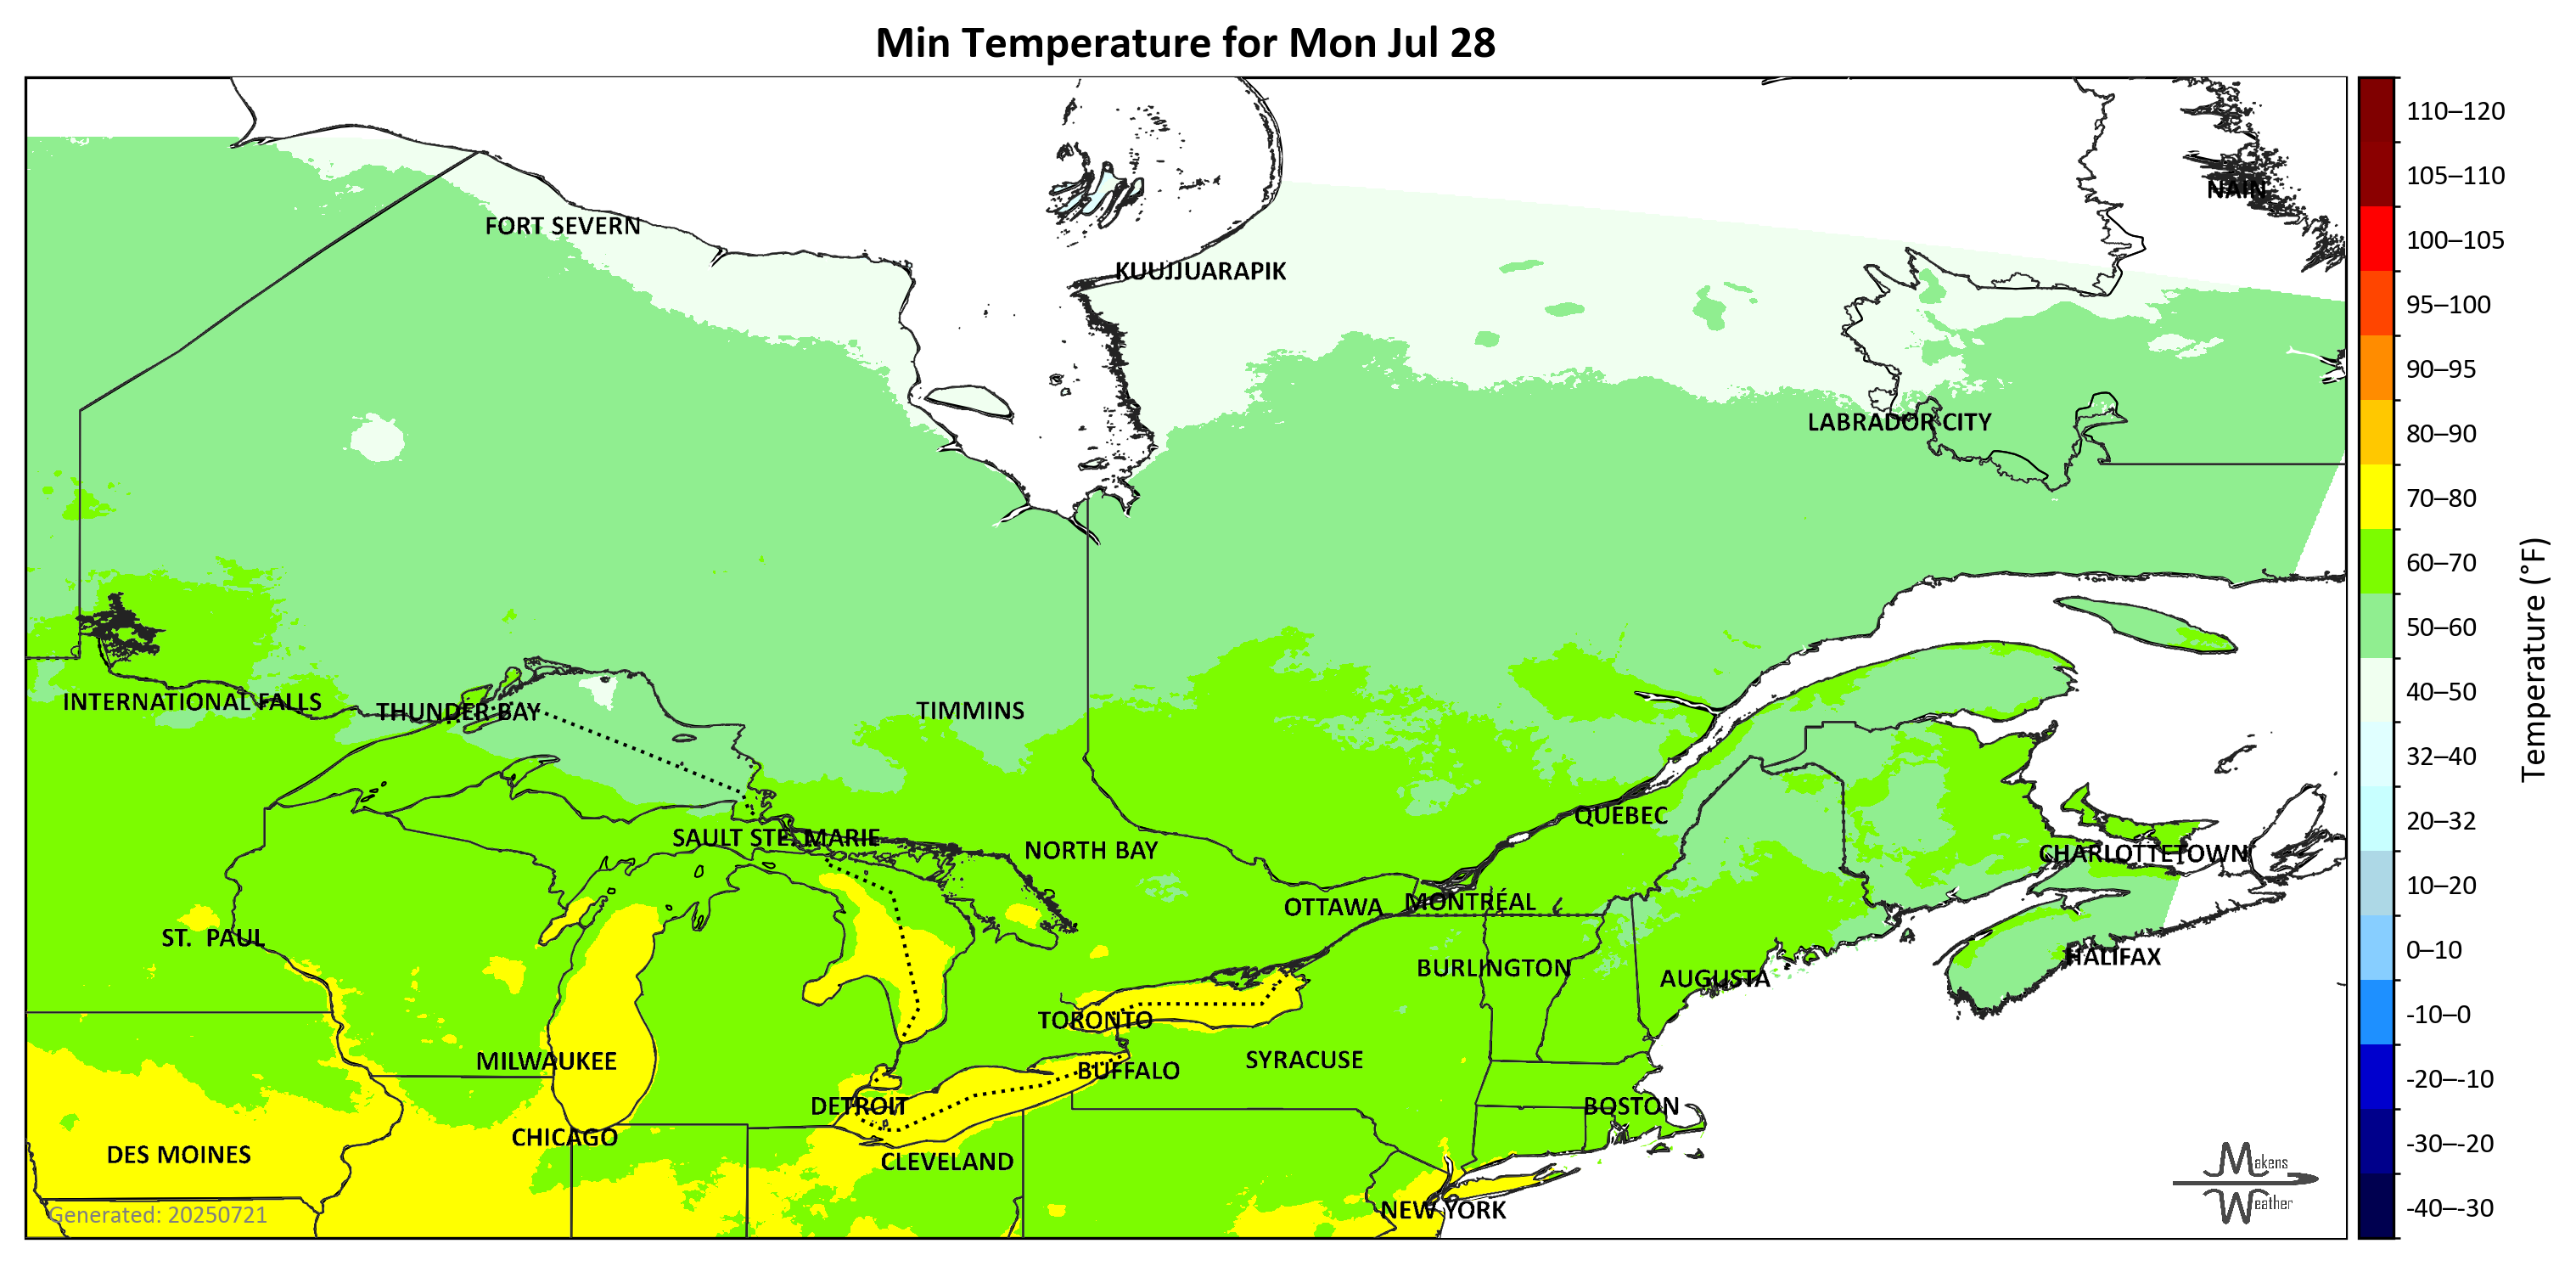 Min Temperature for Mon Jul 28
NAIN
FORT SEVERN
KUUJJUARAPIK
LABRADOR CITY
INTERNATIONAL FALLS
THUNDER BAY
TIMMINS
QUÉBEC
SAULT STE. MARIE
NORTH BAY
CHARLOTTETOWN
OTTAWA
MONTRÉAL
ST. PAUL
HALIFAX
BURLINGTON
AUGUSTA
TORONTO
MILWAUKEE
SYRACUSE
BUFFALO
DETROIT
BOSTON
CHICAGO
DES MOINES
CLEVELAND
NEW YORK
Generated: 20250721
Makens
Weather
110–120
105–110
100–105
95–100
90–95
80–90
70–80
60–70
50–60
40–50
32–40
20–32
10–20
0–10
-10–0
-20–-10
-30–-20
-40–-30
Temperature (°F)